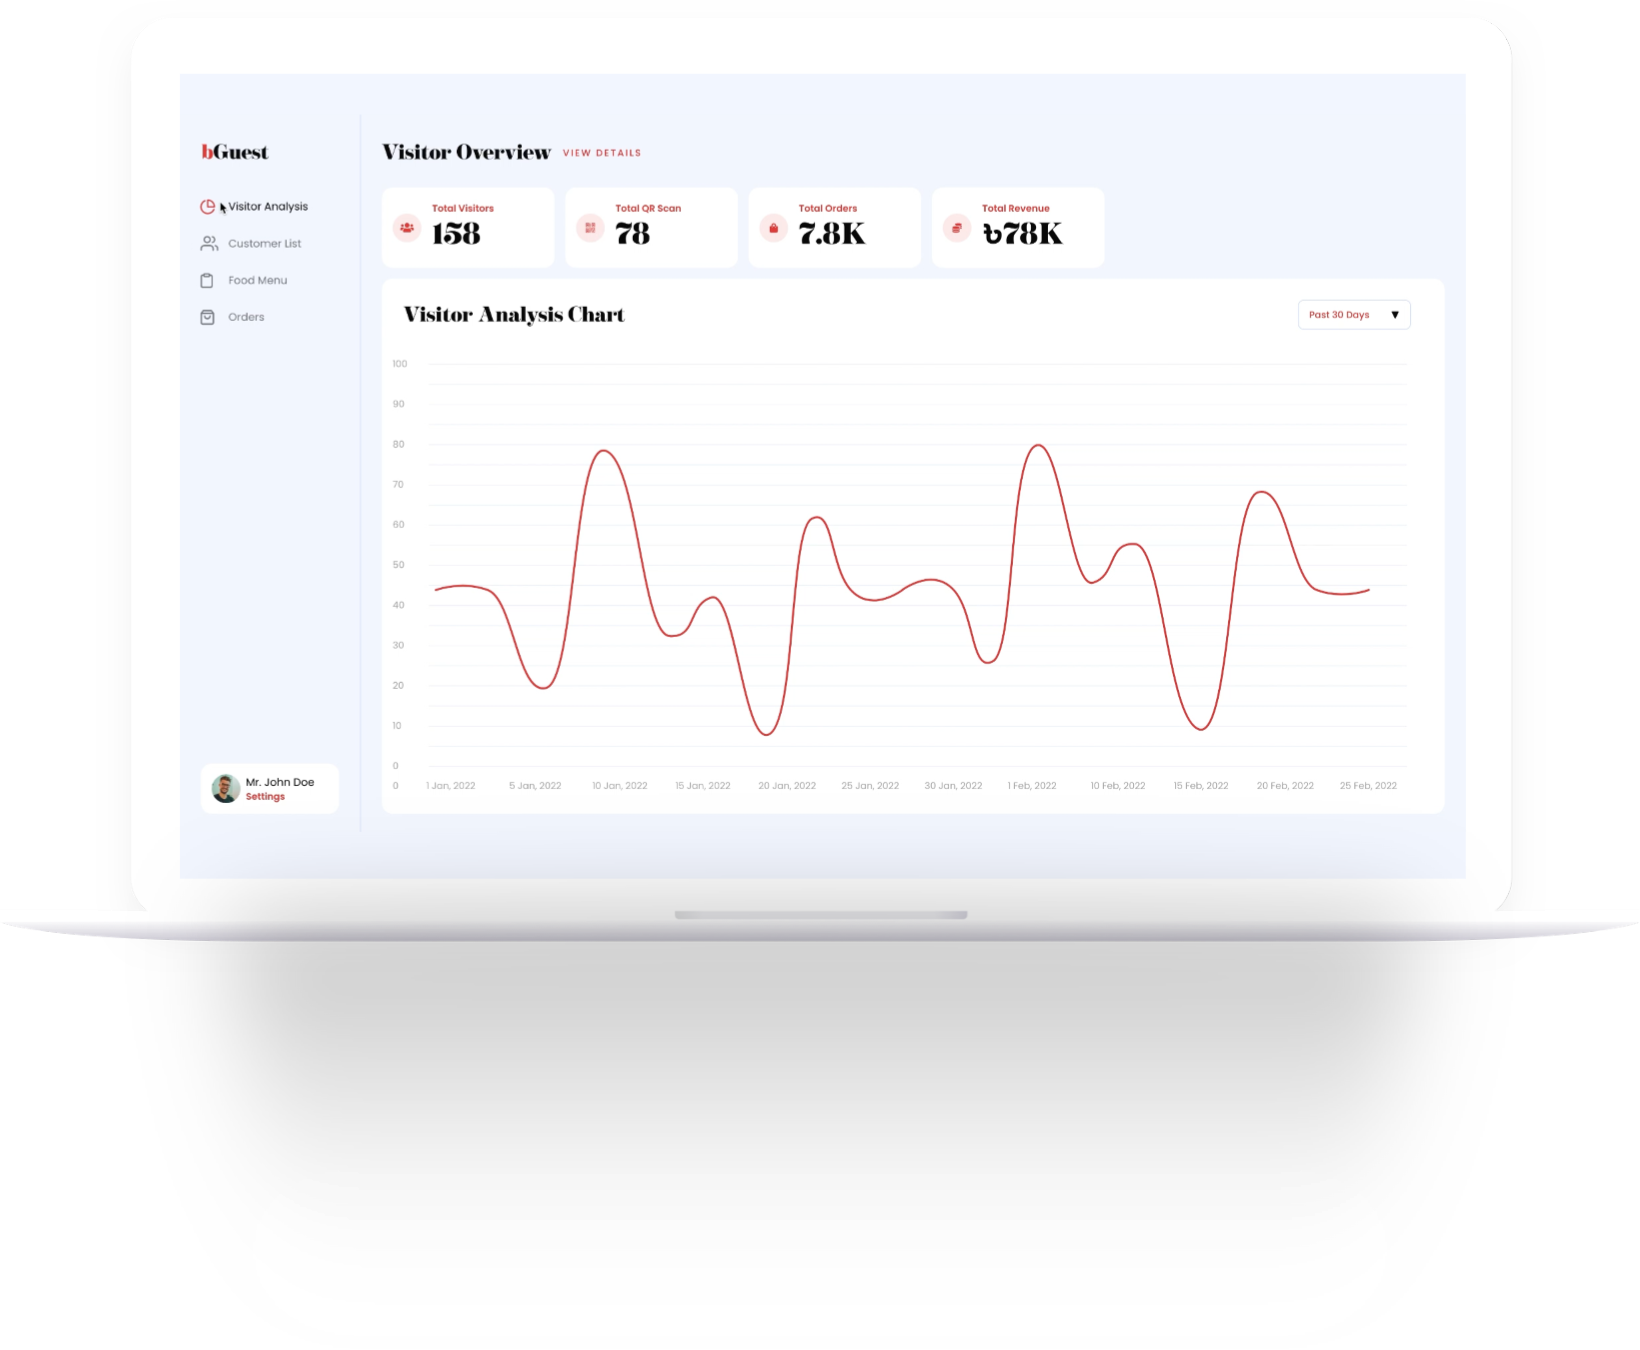 bGuest
Visitor Analysis
Customer List
Food Menu
Orders
Mr. John Doe
Settings
Visitor Overview VIEW DETAILS
Total Visitors
158
Total QR Scan
78
Total Orders
7.8K
Total Revenue
৳78K
Visitor Analysis Chart
Past 30 Days ▼
100
90
80
70
60
50
40
30
20
10
0
0 1 Jan, 2022 5 Jan, 2022 10 Jan, 2022 15 Jan, 2022 20 Jan, 2022 25 Jan, 2022 30 Jan, 2022 1 Feb, 2022 10 Feb, 2022 15 Feb, 2022 20 Feb, 2022 25 Feb, 2022